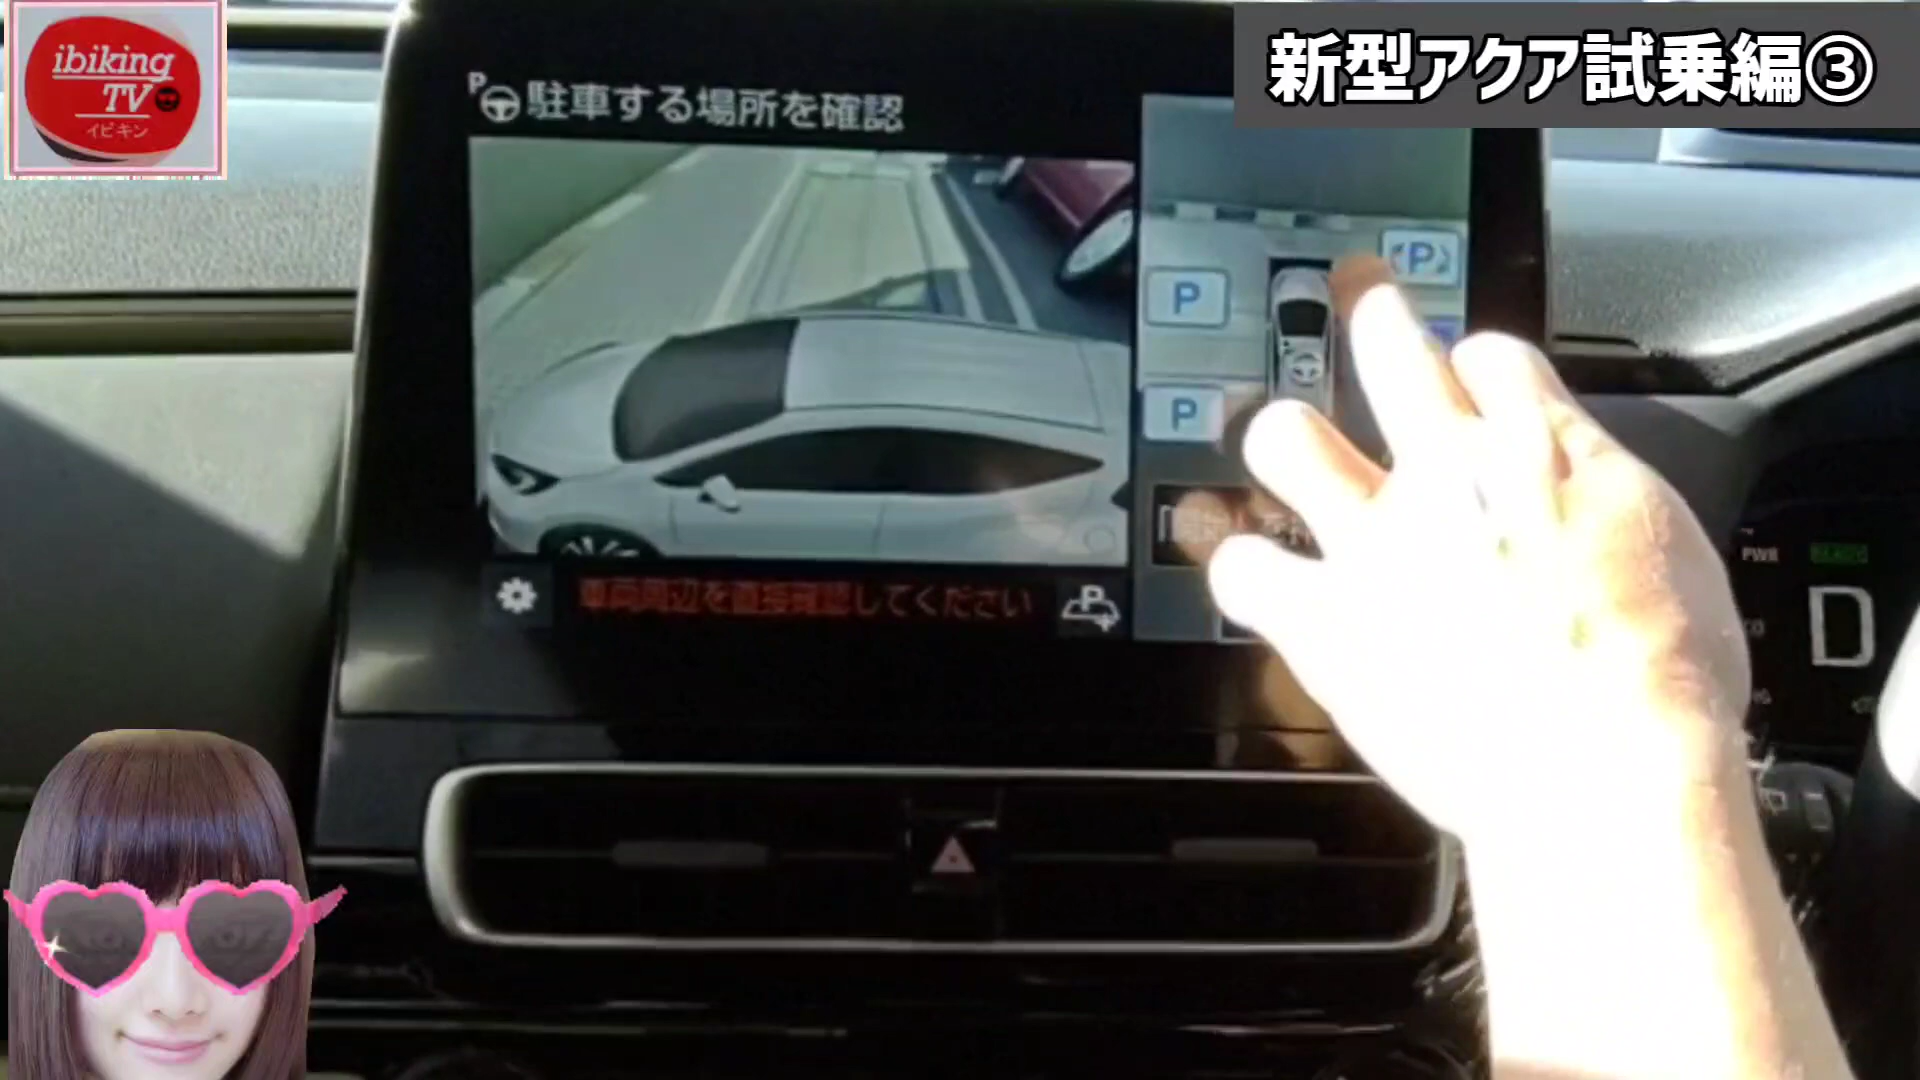 ibiking
TV
イビキン
新型アクア試乗編③
P
駐車する場所を確認
P
P
P
車両周辺を直接確認してください
P
PWR
D